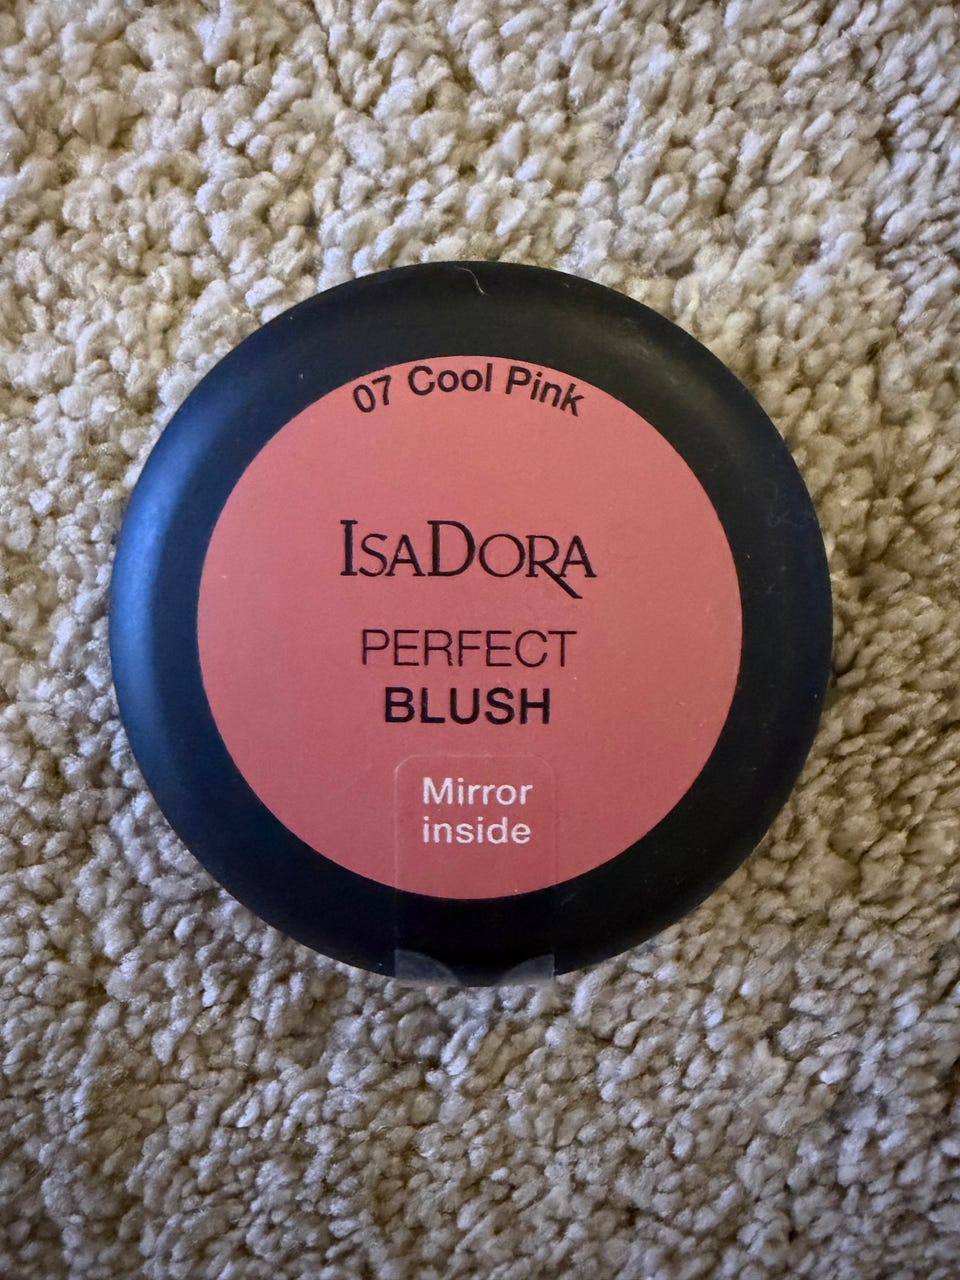 07 Cool Pink
IsaDora
PERFECT
BLUSH
Mirror
inside